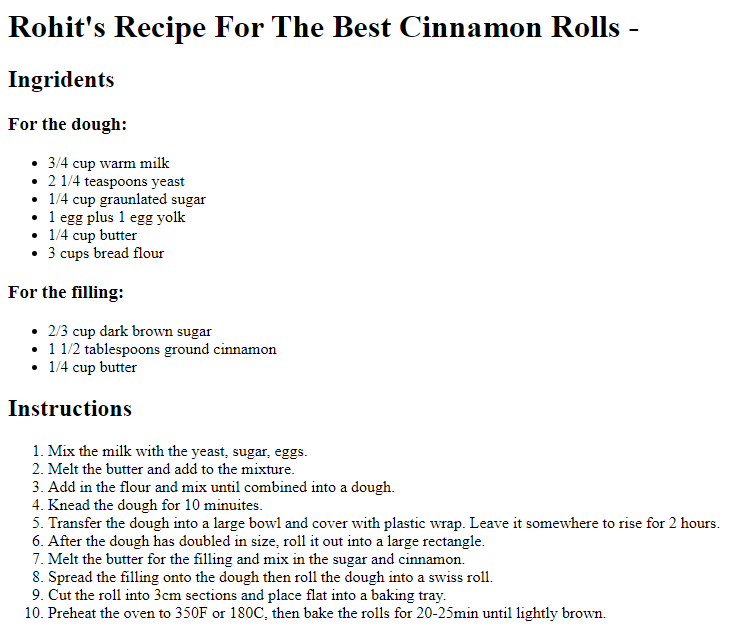 Rohit's Recipe For The Best Cinnamon Rolls -
Ingridents
For the dough:
• 3/4 cup warm milk
• 2 1/4 teaspoons yeast
• 1/4 cup graunlated sugar
• 1 egg plus 1 egg yolk
• 1/4 cup butter
• 3 cups bread flour
For the filling:
• 2/3 cup dark brown sugar
• 1 1/2 tablespoons ground cinnamon
• 1/4 cup butter
Instructions
1. Mix the milk with the yeast, sugar, eggs.
2. Melt the butter and add to the mixture.
3. Add in the flour and mix until combined into a dough.
4. Knead the dough for 10 minuites.
5. Transfer the dough into a large bowl and cover with plastic wrap. Leave it somewhere to rise for 2 hours.
6. After the dough has doubled in size, roll it out into a large rectangle.
7. Melt the butter for the filling and mix in the sugar and cinnamon.
8. Spread the filling onto the dough then roll the dough into a swiss roll.
9. Cut the roll into 3cm sections and place flat into a baking tray.
10. Preheat the oven to 350F or 180C, then bake the rolls for 20-25min until lightly brown.